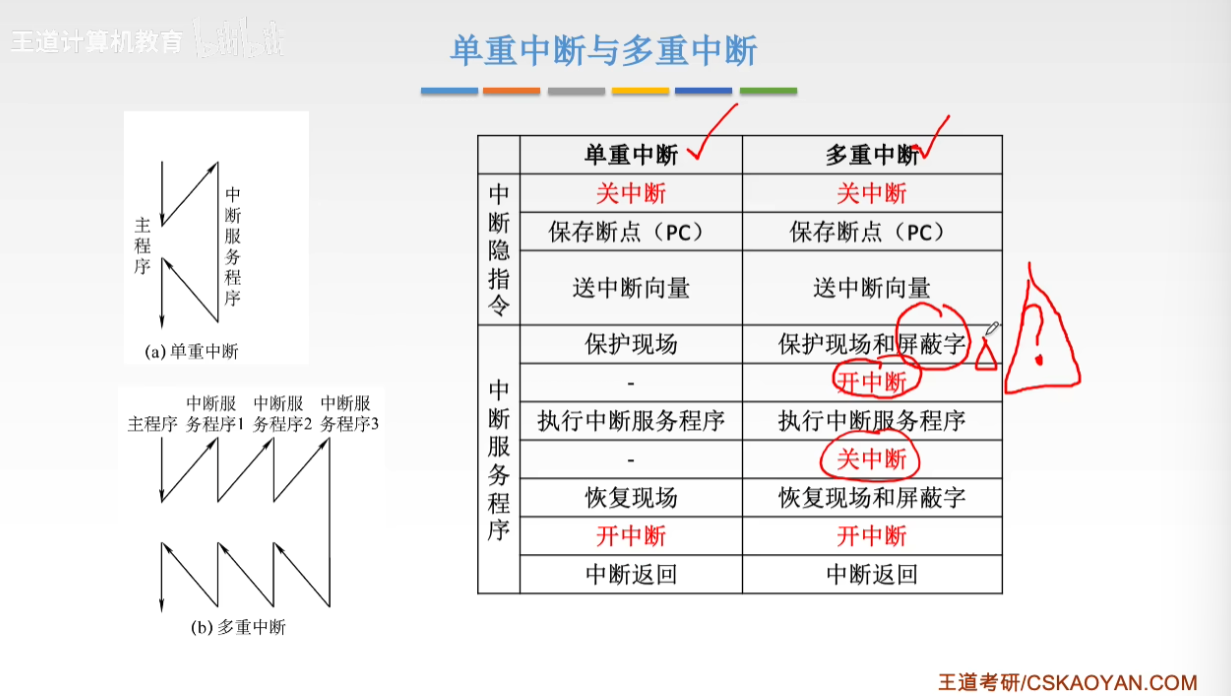 王道计算机教育
单重中断与多重中断
主程序
中断服务程序
(a) 单重中断
主程序 中断服务程序1 中断服务程序2 中断服务程序3
(b) 多重中断
单重中断 多重中断
中断隐指令
关中断 关中断
保存断点（PC） 保存断点（PC）
送中断向量 送中断向量
中断服务程序
保护现场 保护现场和屏蔽字
- 开中断
执行中断服务程序 执行中断服务程序
- 关中断
恢复现场 恢复现场和屏蔽字
开中断 开中断
中断返回 中断返回
?
王道考研/CSKAOYAN.COM